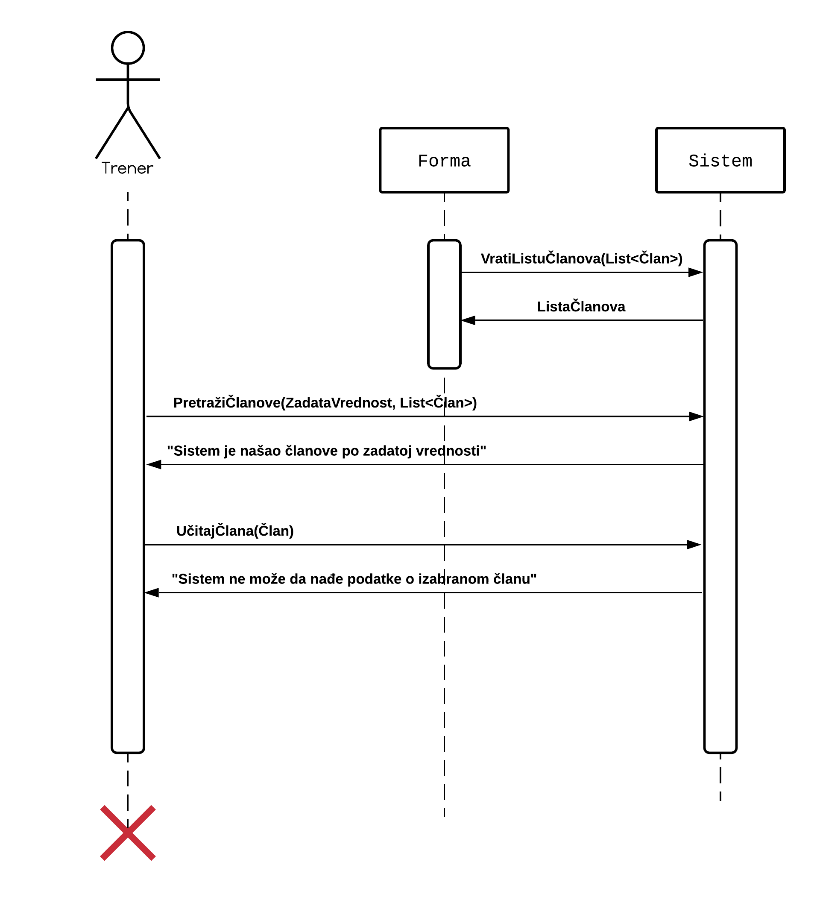 Trener
Forma
Sistem
VratiListuČlanova(List<Član>)
ListaČlanova
PretražiČlanove(ZadataVrednost, List<Član>)
"Sistem je našao članove po zadatoj vrednosti"
UčitajČlana(Član)
"Sistem ne može da nađe podatke o izabranom članu"